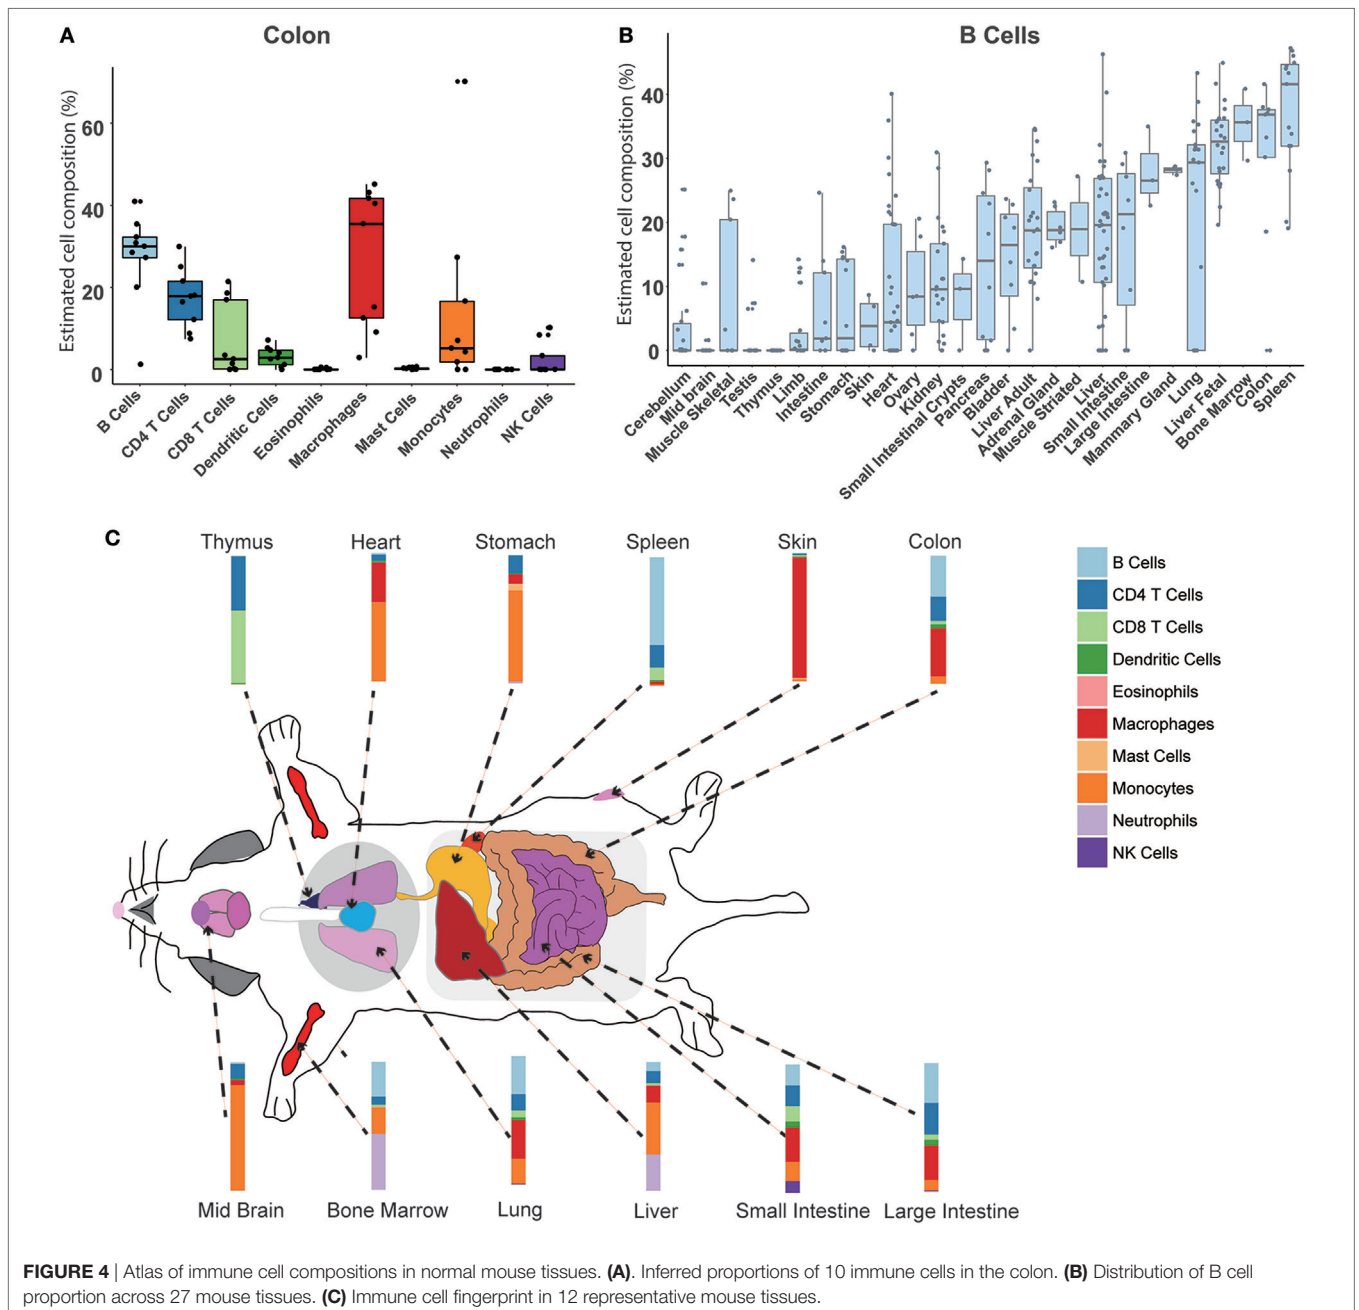 A
Colon
Estimated cell composition (%)
60
40
20
0
B Cells
CD4 T Cells
CD8 T Cells
Dendritic Cells
Eosinophils
Macrophages
Mast Cells
Monocytes
Neutrophils
NK Cells
B
B Cells
Estimated cell composition (%)
40
30
20
10
0
Cerebellum
Mid brain
Muscle Skeletal
Testis
Thymus
Limb
Intestine
Stomach
Skin
Heart
Ovary
Kidney
Small Intestinal Crypts
Pancreas
Bladder
Liver Adult
Adrenal Gland
Muscle Striated
Liver
Small Intestine
Large Intestine
Mammary Gland
Lung
Liver Fetal
Bone Marrow
Colon
Spleen
C
Thymus
Heart
Stomach
Spleen
Skin
Colon
B Cells
CD4 T Cells
CD8 T Cells
Dendritic Cells
Eosinophils
Macrophages
Mast Cells
Monocytes
Neutrophils
NK Cells
Mid Brain
Bone Marrow
Lung
Liver
Small Intestine
Large Intestine
FIGURE 4 | Atlas of immune cell compositions in normal mouse tissues. (A). Inferred proportions of 10 immune cells in the colon. (B) Distribution of B cell
proportion across 27 mouse tissues. (C) Immune cell fingerprint in 12 representative mouse tissues.